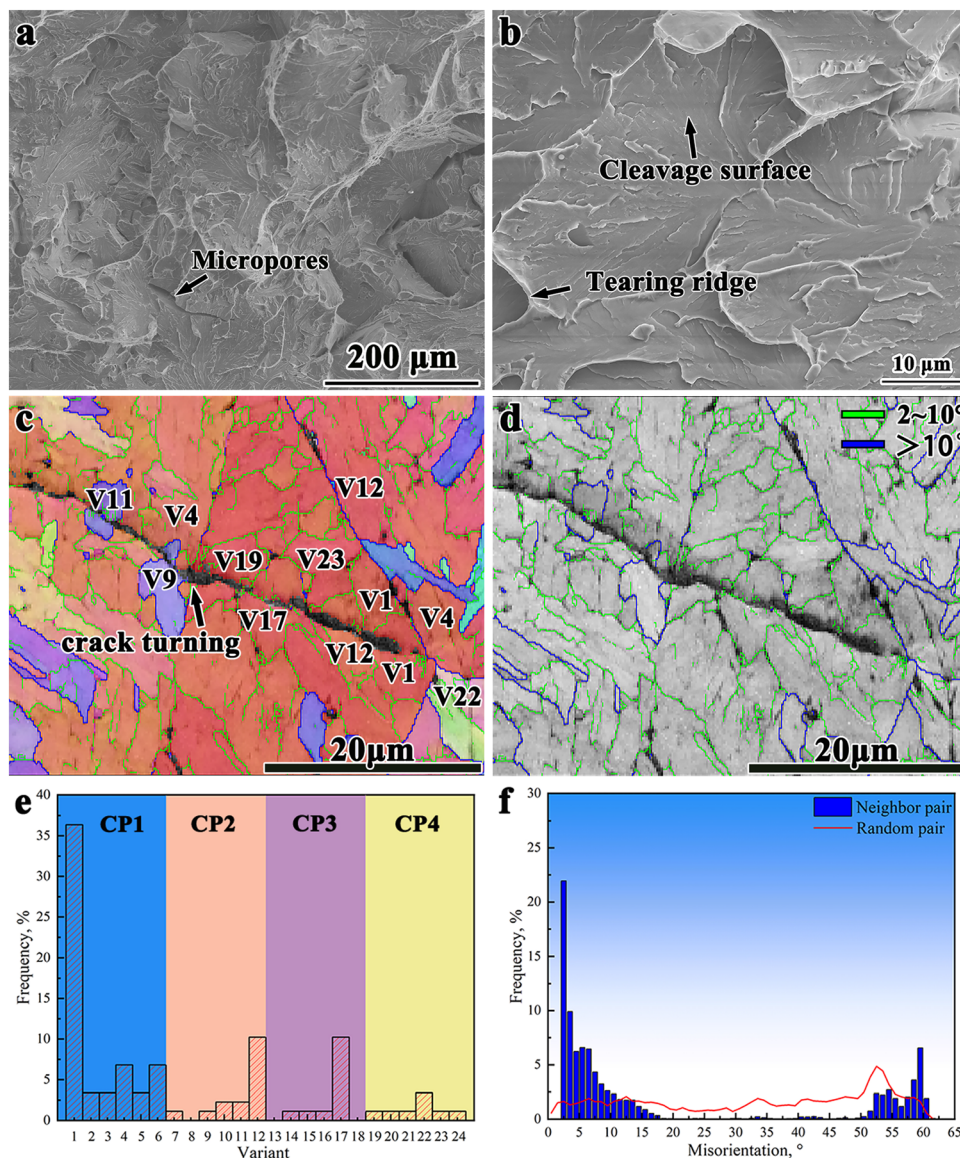 a
Micropores
200 μm
b
Cleavage surface
Tearing ridge
10 μm
c
V11
V4
V12
V9
V19
V23
V17
V1
V4
crack turning
V12
V1
V22
20μm
d
2~10°
>10°
20μm
e
CP1 CP2 CP3 CP4
40
35
30
25
20
15
10
5
0
Frequency, %
1 2 3 4 5 6 7 8 9 10 11 12 13 14 15 16 17 18 19 20 21 22 23 24
Variant
f
Neighbor pair
Random pair
30
25
20
15
10
5
0
Frequency, %
0 5 10 15 20 25 30 35 40 45 50 55 60 65
Misorientation, °